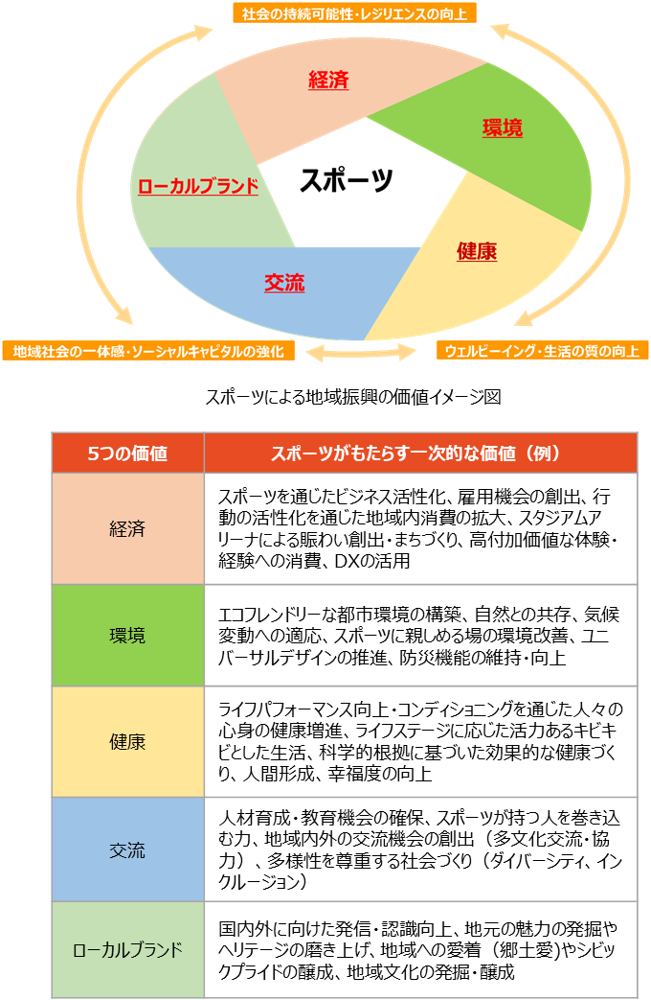 社会の持続可能性・レジリエンスの向上
経済
環境
ローカルブランド
スポーツ
健康
交流
地域社会の一体感・ソーシャルキャピタルの強化
ウェルビーイング・生活の質の向上
スポーツによる地域振興の価値イメージ図
5つの価値
スポーツがもたらす一次的な価値（例）
経済
スポーツを通じたビジネス活性化、雇用機会の創出、行
動の活性化を通じた地域内消費の拡大、スタジアムア
リーナによる賑わい創出・まちづくり、高付加価値な体験・
経験への消費、DXの活用
環境
エコフレンドリーな都市環境の構築、自然との共存、気候
変動への適応、スポーツに親しめる場の環境改善、ユニ
バーサルデザインの推進、防災機能の維持・向上
健康
ライフパフォーマンス向上・コンディショニングを通じた人々の
心身の健康増進、ライフステージに応じた活力あるキビキ
ビとした生活、科学的根拠に基づいた効果的な健康づく
り、人間形成、幸福度の向上
交流
人材育成・教育機会の確保、スポーツが持つ人を巻き込
む力、地域内外の交流機会の創出（多文化交流・協
力）、多様性を尊重する社会づくり（ダイバーシティ、イン
クルージョン）
ローカルブランド
国内外に向けた発信・認識向上、地元の魅力の発掘や
ヘリテージの磨き上げ、地域への愛着（郷土愛)やシビッ
クプライドの醸成、地域文化の発掘・醸成